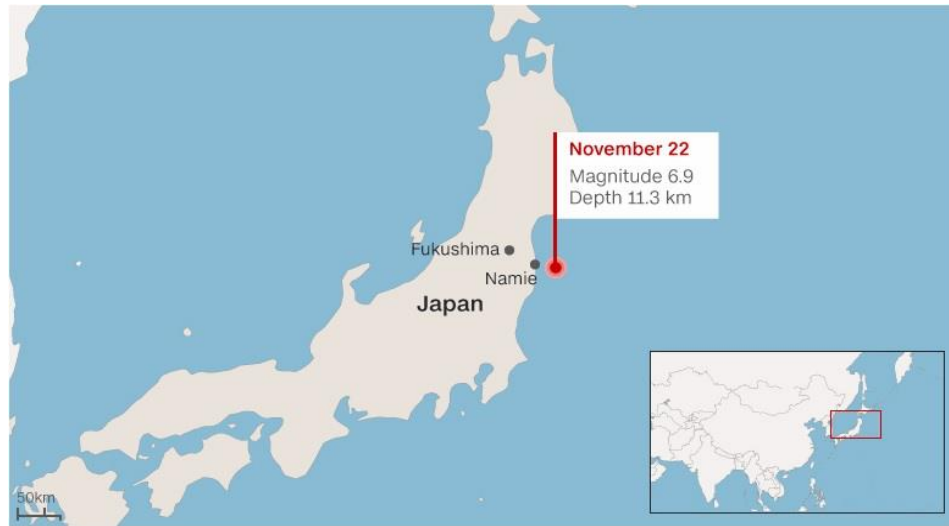 November 22
Magnitude 6.9
Depth 11.3 km
Fukushima
Namie
Japan
50km